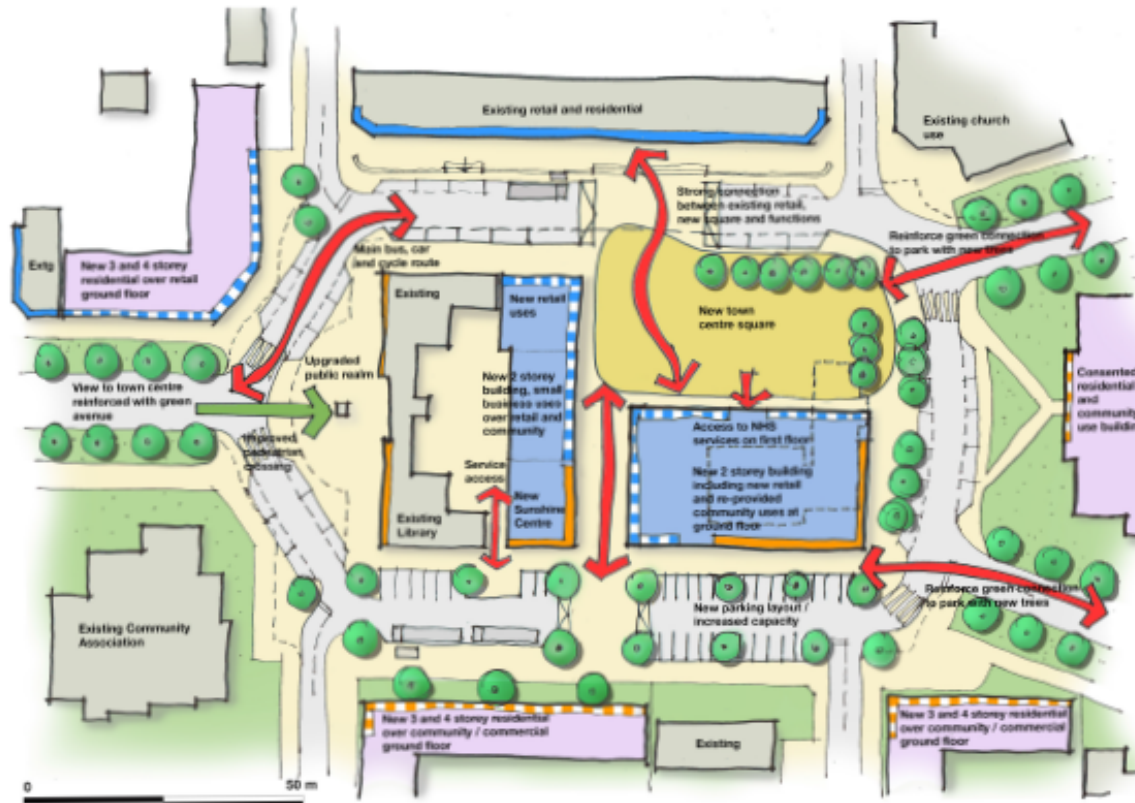 Existing retail and residential
Existing church
use
Strong connection
between existing retail,
new square and functions
Reinforce green connection
to park with new trees
Extg
New 3 and 4 storey
residential over retail
ground floor
Main bus, car
and cycle route
Existing
New retail
uses
New town
centre square
View to town centre
reinforced with green
avenue
Upgraded
public realm
Improved
pedestrian
crossing
New 2 storey
building, small
business uses
over retail and
community
Consented
residential
and
community
use building
Access to NHS
services on first floor
Service
access
New 2 storey building
including new retail
and re-provided
community uses at
ground floor
Existing
Library
New
Sunshine
Centre
Reinforce green connection
to park with new trees
New parking layout /
increased capacity
Existing Community
Association
New 3 and 4 storey residential
over community / commercial
ground floor
Existing
New 3 and 4 storey residential
over community / commercial
ground floor
0
50 m